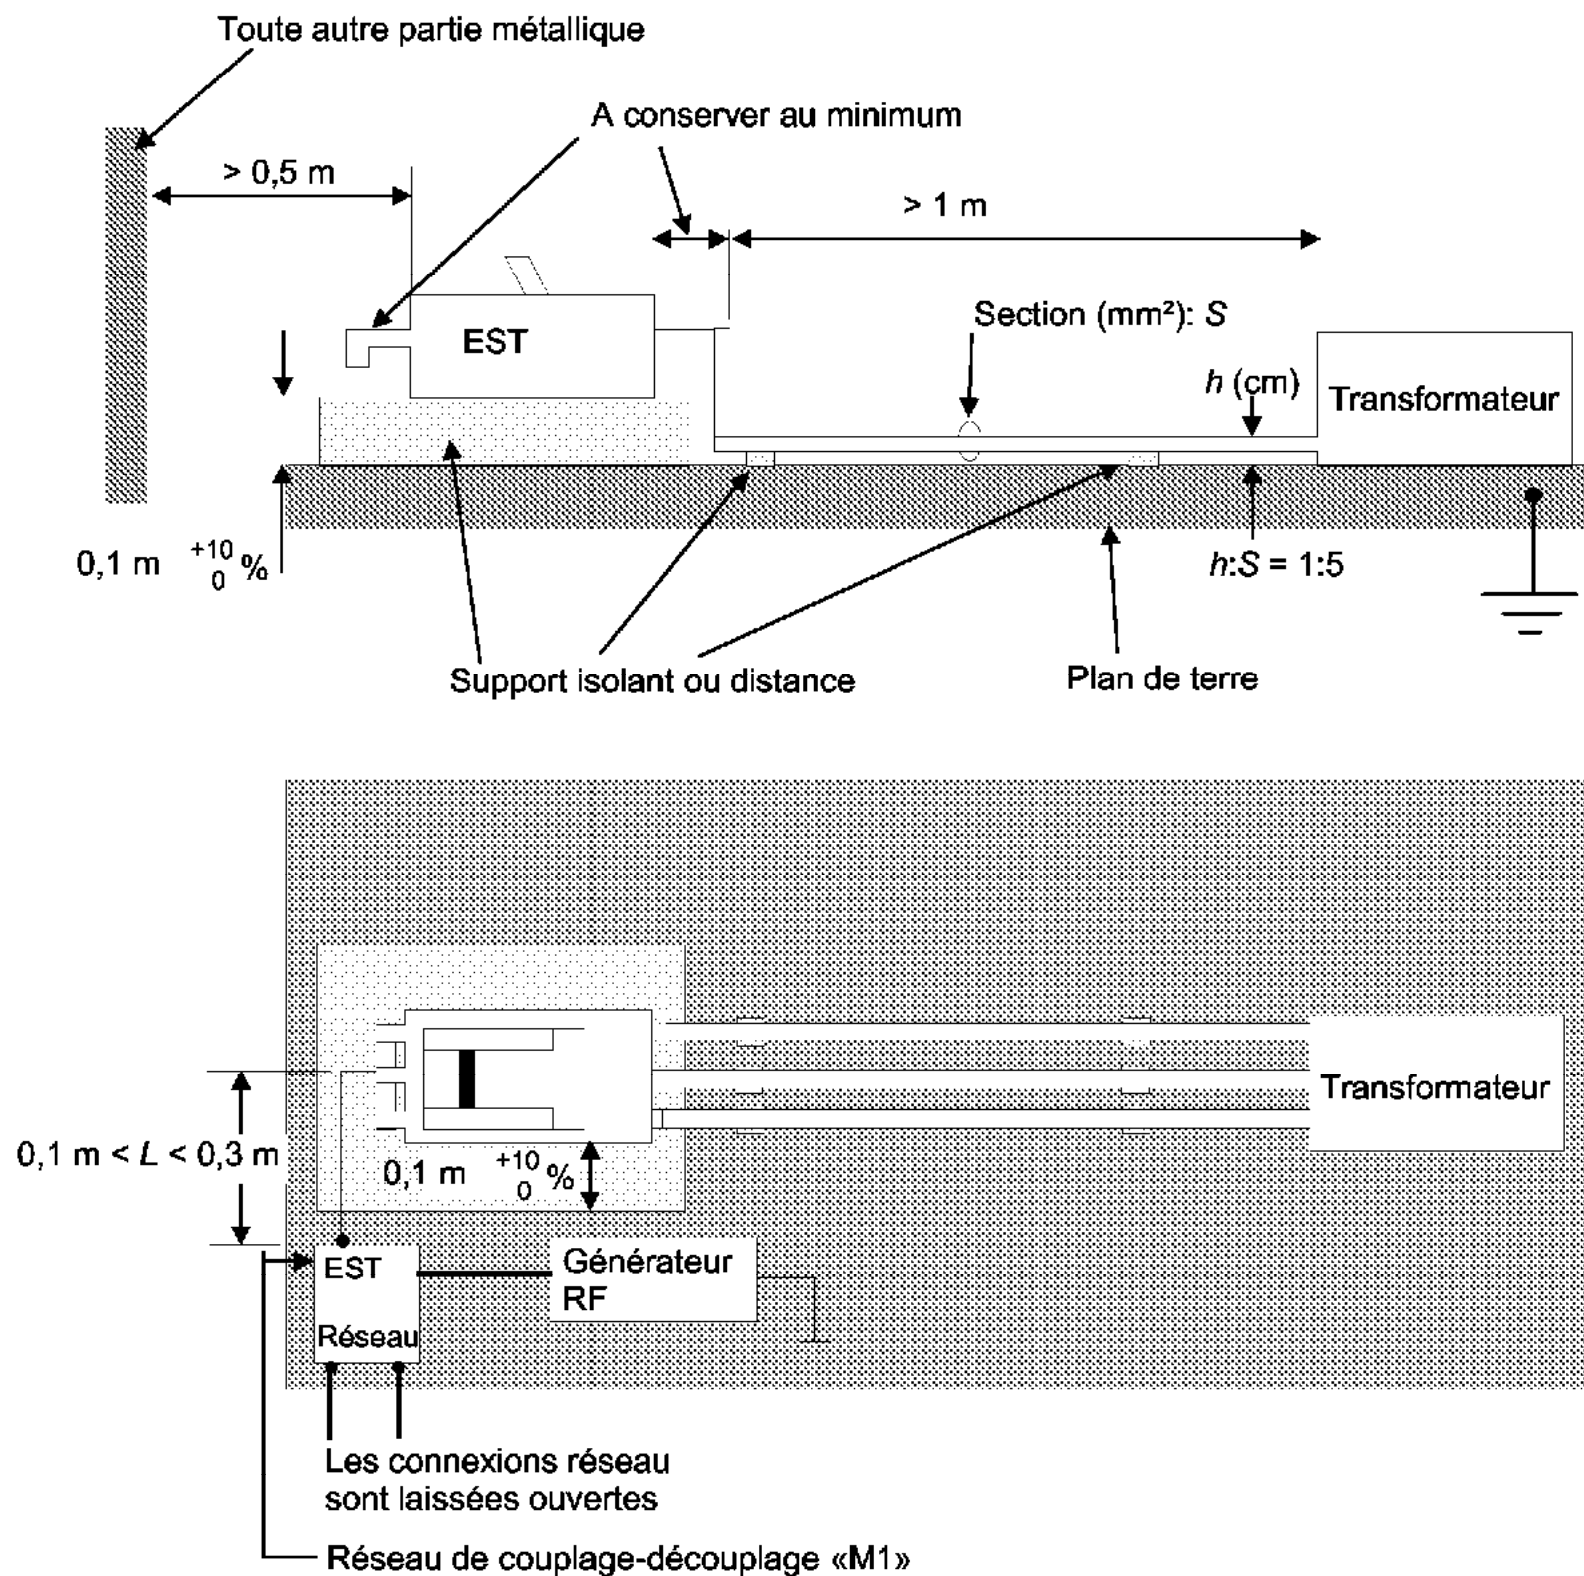 Toute autre partie métallique
A conserver au minimum
> 0,5 m
> 1 m
Section (mm²): S
EST
h (cm)
Transformateur
0,1 m +10 0 %
h:S = 1:5
Support isolant ou distance
Plan de terre
Transformateur
0,1 m < L < 0,3 m
0,1 m +10 0 %
EST
Réseau
Générateur
RF
Les connexions réseau
sont laissées ouvertes
Réseau de couplage-découplage «M1»